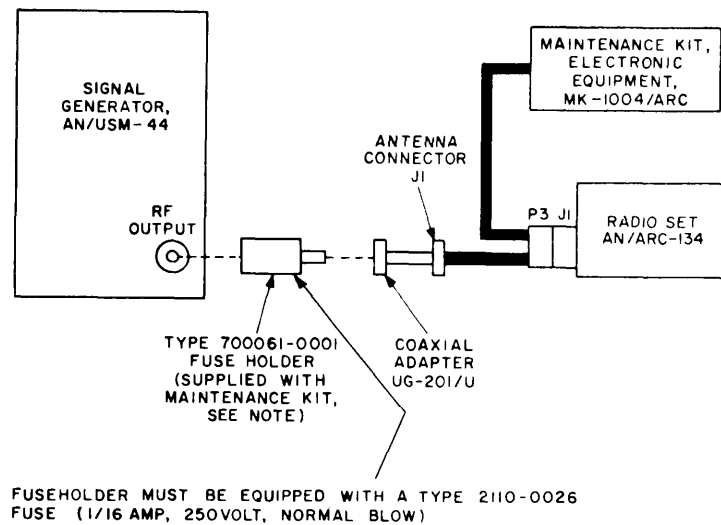 SIGNAL
GENERATOR,
AN/USM-44
RF
OUTPUT
MAINTENANCE KIT,
ELECTRONIC
EQUIPMENT,
MK-1004/ARC
ANTENNA
CONNECTOR
J1
P3 J1
RADIO SET
AN/ARC-134
TYPE 700061-0001
FUSE HOLDER
(SUPPLIED WITH
MAINTENANCE KIT,
SEE NOTE)
COAXIAL
ADAPTER
UG-201/U
FUSEHOLDER MUST BE EQUIPPED WITH A TYPE 2110-0026
FUSE (1/16 AMP, 250VOLT, NORMAL BLOW)